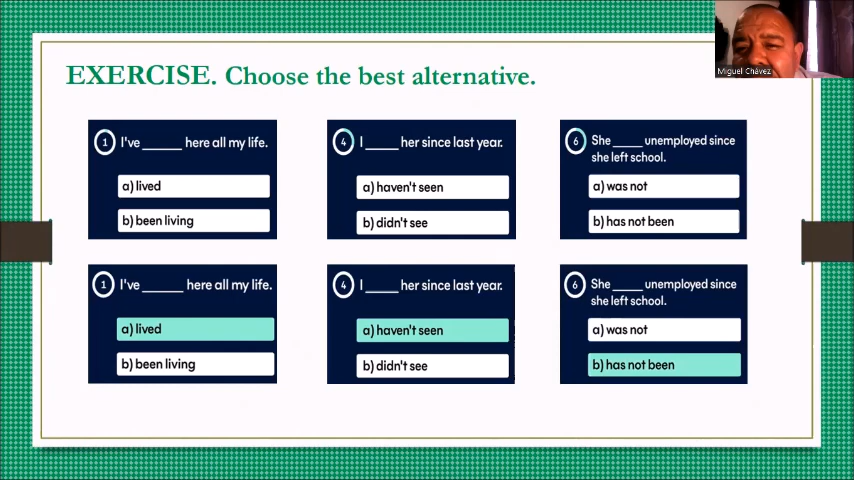 EXERCISE. Choose the best alternative.
Miguel Chávez
1 I've ______ here all my life.
a) lived
b) been living
4 I _____ her since last year.
a) haven't seen
b) didn't see
6 She _____ unemployed since
she left school.
a) was not
b) has not been
1 I've ______ here all my life.
a) lived
b) been living
4 I _____ her since last year.
a) haven't seen
b) didn't see
6 She _____ unemployed since
she left school.
a) was not
b) has not been